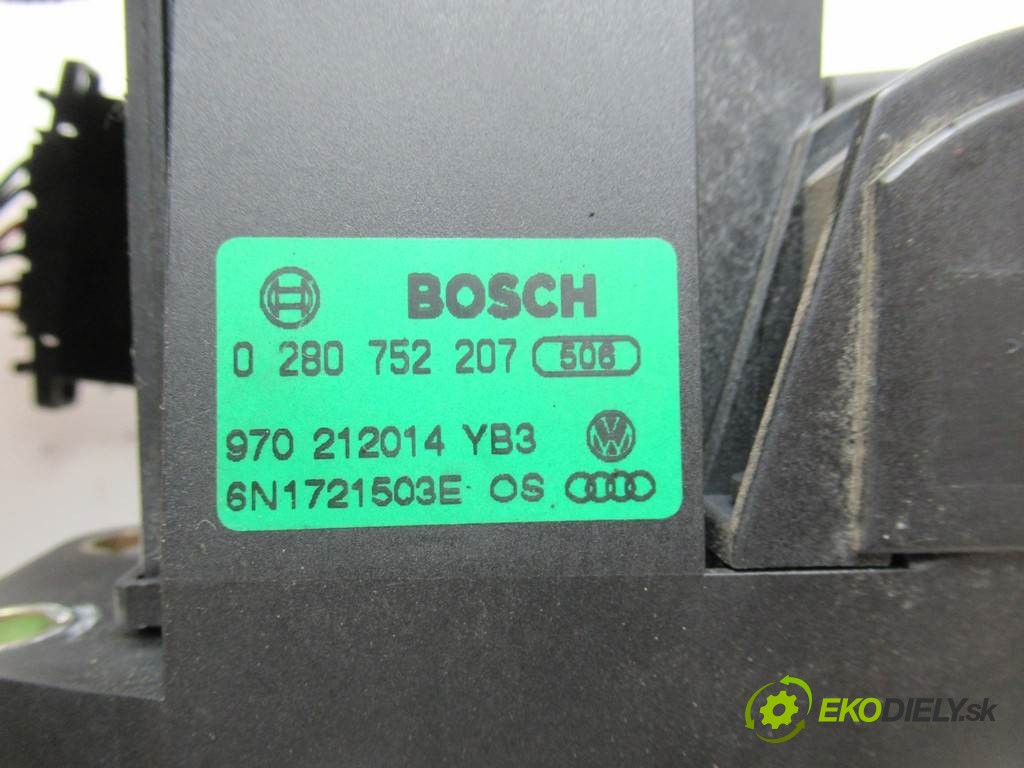 BOSCH
0 280 752 207 506
970 212014 YB3
6N1721503E OS
EKODIELY.sk